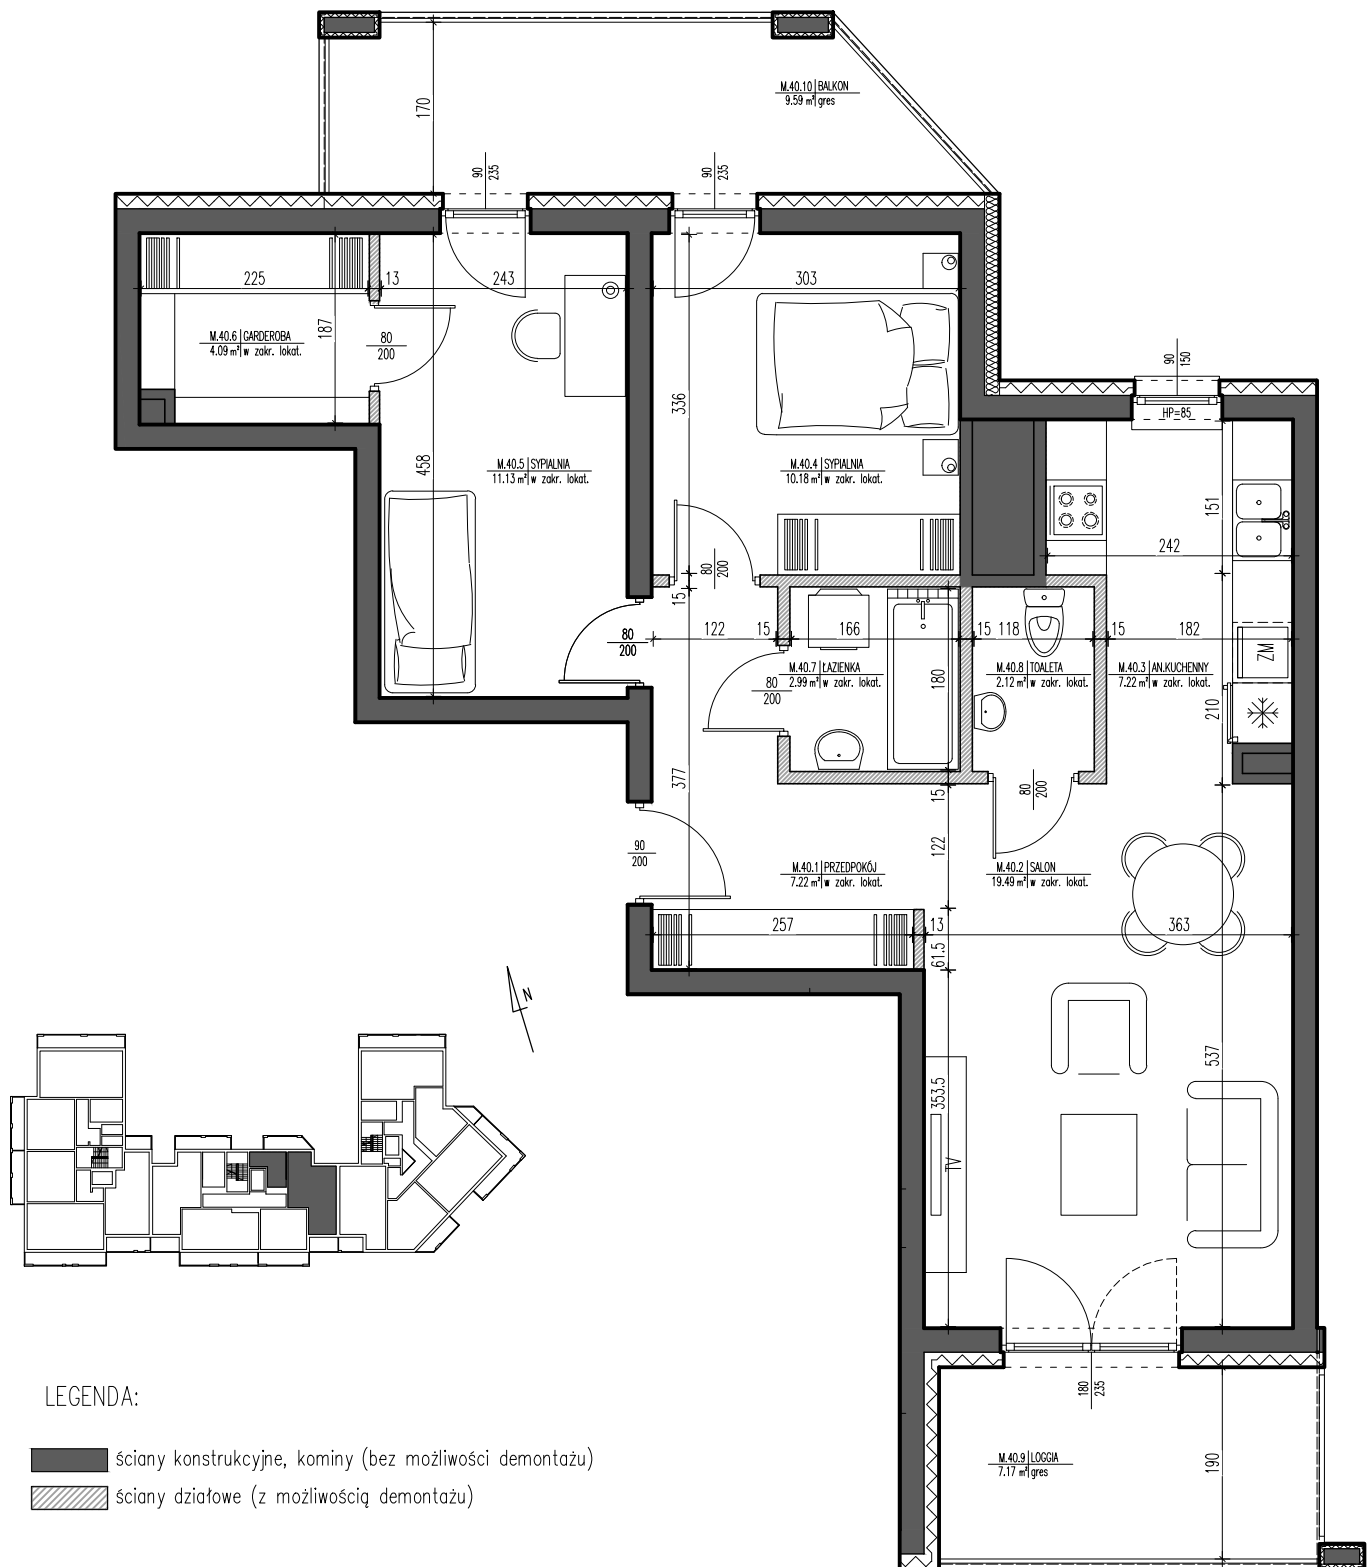 170
M.40.10 BALKON
9.59 m² gres
90
235
90
235
225
13
243
303
187
M.40.6 GARDEROBA
4.09 m² w zakr. lokat.
80
200
90
150
HP=85
336
458
M.40.5 SYPIALNIA
11.13 m² w zakr. lokat.
M.40.4 SYPIALNIA
10.18 m² w zakr. lokat.
151
242
80
200
15
80
200
122
15
166
15
118
15
182
ZM
M.40.7 ŁAZIENKA
2.99 m² w zakr. lokat.
M.40.8 TOALETA
2.12 m² w zakr. lokat.
M.40.3 AN.KUCHENNY
7.22 m² w zakr. lokat.
80
200
180
210
377
15
80
200
122
90
200
M.40.1 PRZEDPOKÓJ
7.22 m² w zakr. lokat.
M.40.2 SALON
19.49 m² w zakr. lokat.
257
13
363
61.5
N
537
353.5
TV
180
235
LEGENDA:
ściany konstrukcyjne, kominy (bez możliwości demontażu)
ściany działowe (z możliwością demontażu)
M.40.9 LOGGIA
7.17 m² gres
190